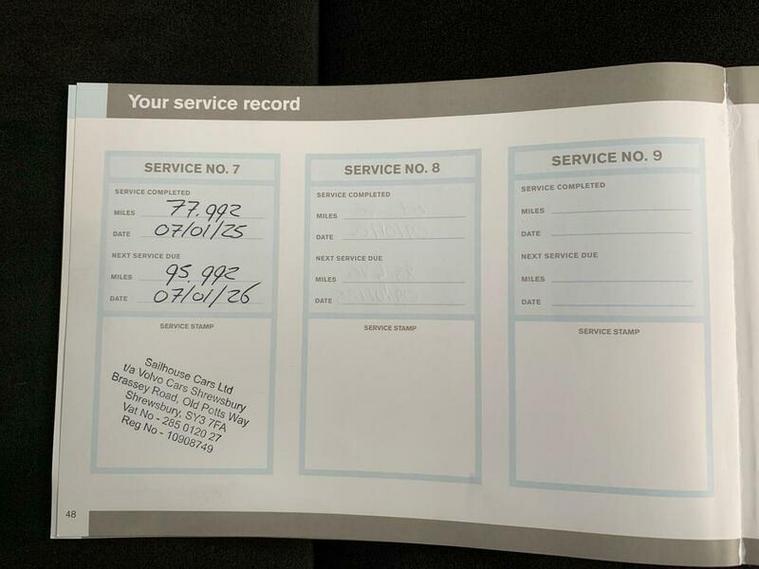 Your service record
SERVICE NO. 7
SERVICE COMPLETED
MILES 77.992
DATE 07/01/25
NEXT SERVICE DUE
MILES 95.992
DATE 07/01/26
SERVICE STAMP
Sailhouse Cars Ltd
t/a Volvo Cars Shrewsbury
Brassey Road, Old Potts Way
Shrewsbury, SY3 7FA
Vat No - 285 0120 27
Reg No - 10908749
SERVICE NO. 8
SERVICE COMPLETED
MILES
DATE
NEXT SERVICE DUE
MILES
DATE
SERVICE STAMP
SERVICE NO. 9
SERVICE COMPLETED
MILES
DATE
NEXT SERVICE DUE
MILES
DATE
SERVICE STAMP
48